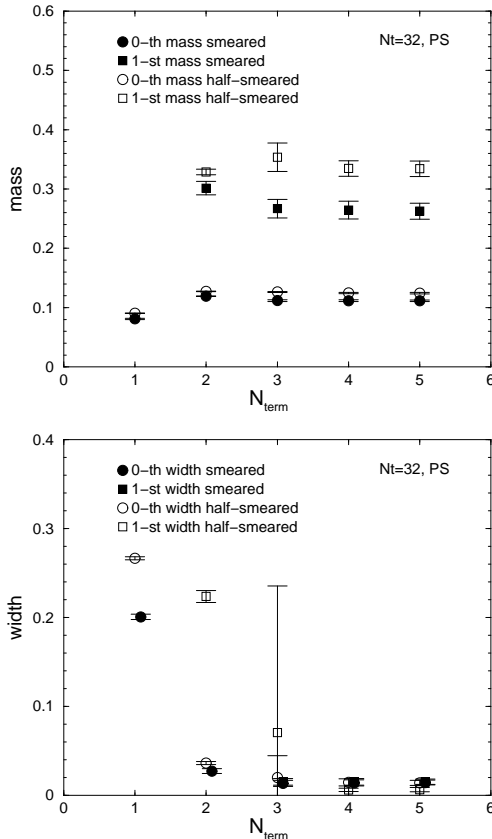 0.6
0.5
0.4
0.3
0.2
0.1
0
mass
0−th mass smeared
1−st mass smeared
0−th mass half−smeared
1−st mass half−smeared
Nt=32, PS
0 1 2 3 4 5 6
N_term
0.4
0.3
0.2
0.1
0
width
0−th width smeared
1−st width smeared
0−th width half−smeared
1−st width half−smeared
Nt=32, PS
0 1 2 3 4 5 6
N_term